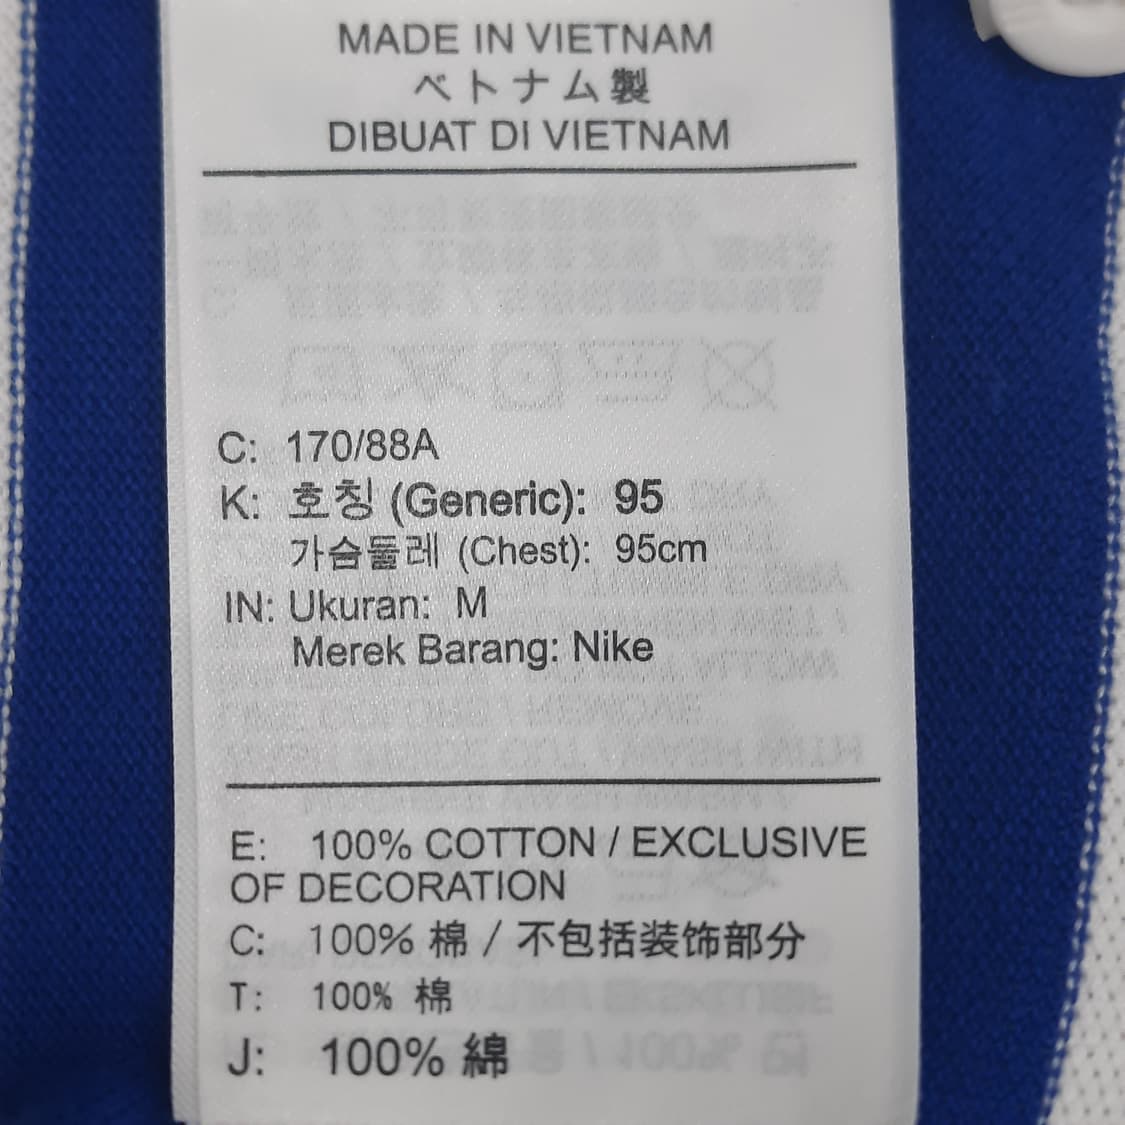 MADE IN VIETNAM
ベトナム製
DIBUAT DI VIETNAM
C: 170/88A
K: 호칭 (Generic): 95
가슴둘레 (Chest): 95cm
IN: Ukuran: M
Merek Barang: Nike
E: 100% COTTON / EXCLUSIVE
OF DECORATION
C: 100% 棉 / 不包括装饰部分
T: 100% 棉
J: 100% 綿